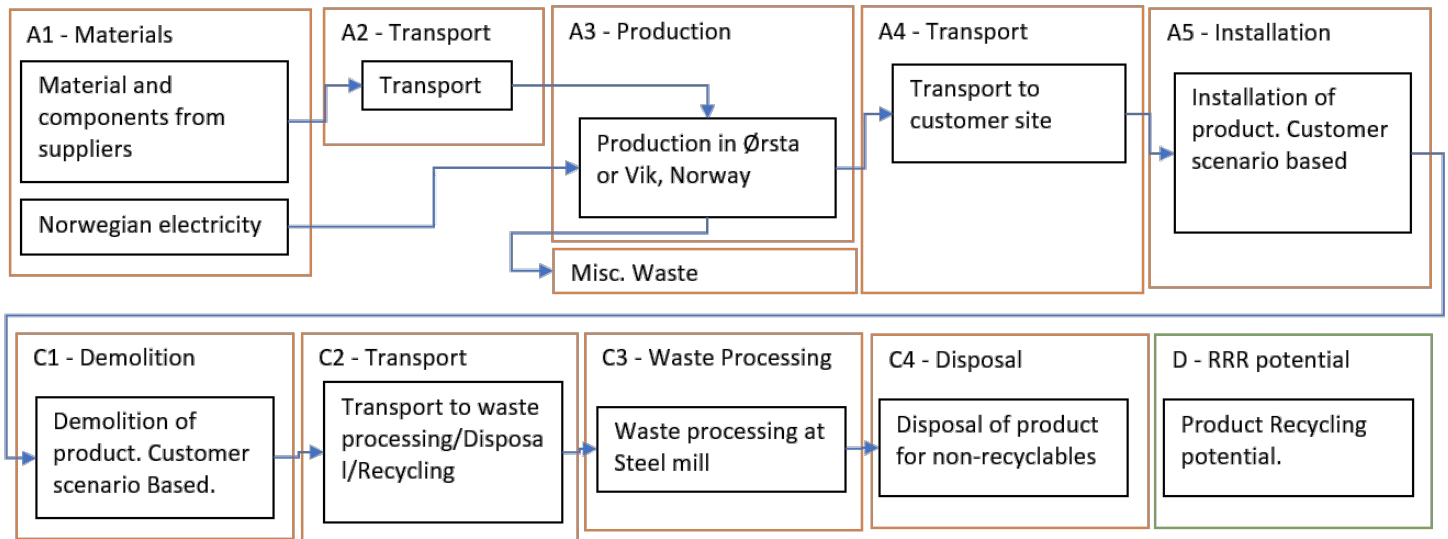 A1 - Materials
Material and
components from
suppliers
Norwegian electricity
A2 - Transport
Transport
A3 - Production
Production in Ørsta
or Vik, Norway
Misc. Waste
A4 - Transport
Transport to
customer site
A5 - Installation
Installation of
product. Customer
scenario based
C1 - Demolition
Demolition of
product. Customer
scenario Based.
C2 - Transport
Transport to waste
processing/Disposa
l/Recycling
C3 - Waste Processing
Waste processing at
Steel mill
C4 - Disposal
Disposal of product
for non-recyclables
D - RRR potential
Product Recycling
potential.